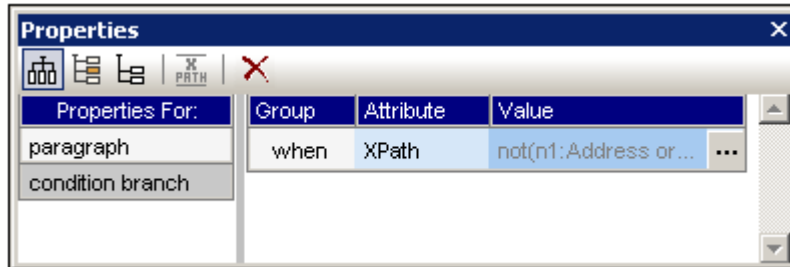 Properties
X
PATH
Properties For:
Group Attribute Value
paragraph
when XPath not(n1:Address or... ...
condition branch